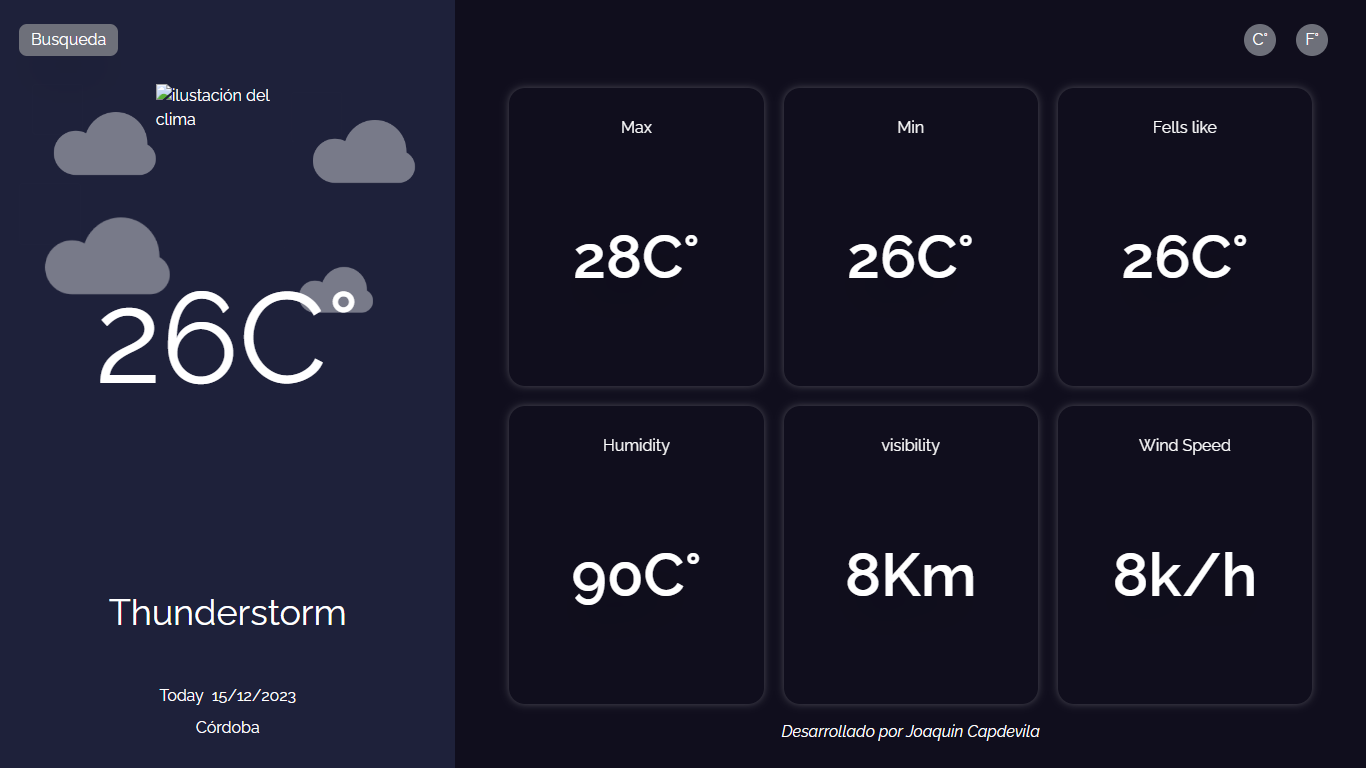 Busqueda
C°
F°
ilustación del
clima
26C°
Thunderstorm
Today 15/12/2023
Córdoba
Max
28C°
Min
26C°
Fells like
26C°
Humidity
90C°
visibility
8Km
Wind Speed
8k/h
Desarrollado por Joaquin Capdevila